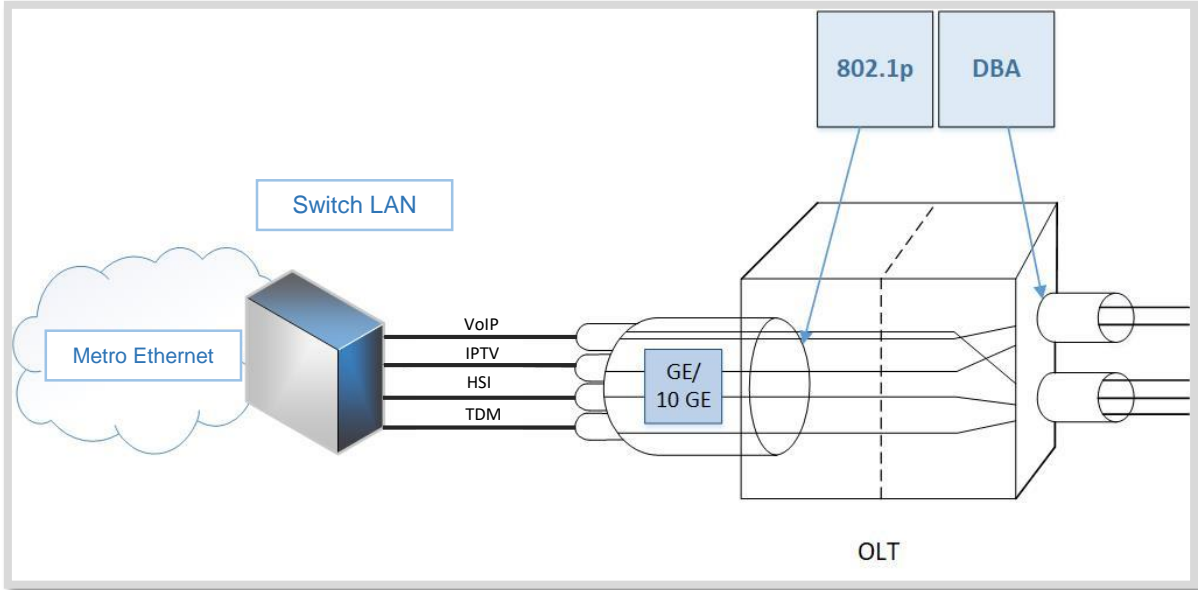 802.1p
DBA
Switch LAN
Metro Ethernet
VoIP
IPTV
HSI
TDM
GE/
10 GE
OLT